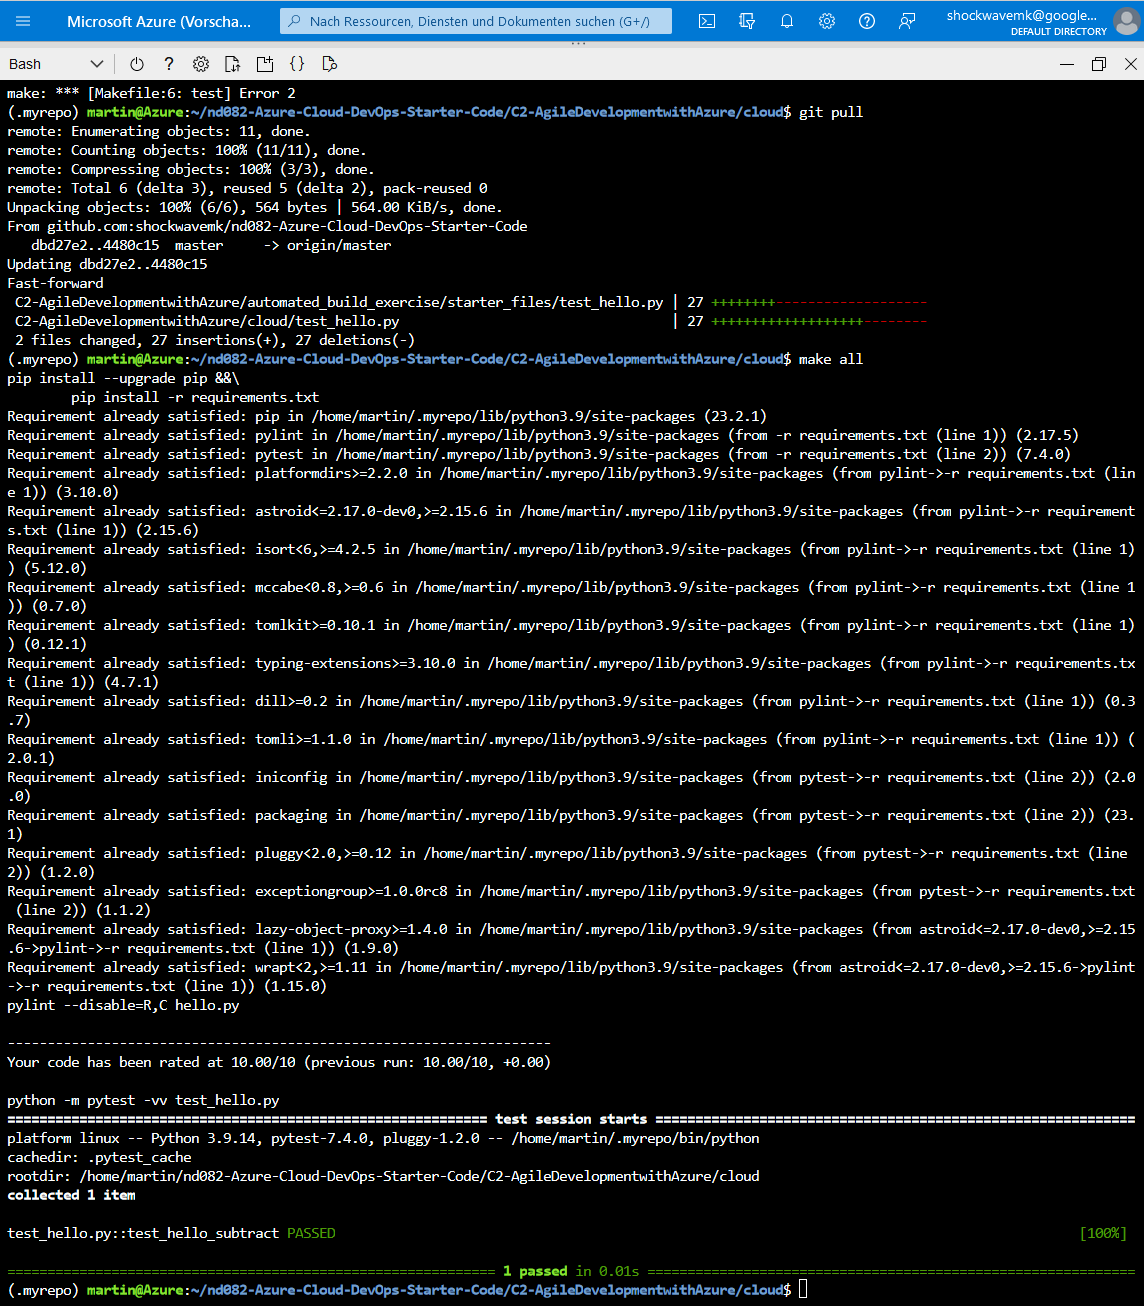 Microsoft Azure (Vorscha...
Nach Ressourcen, Diensten und Dokumenten suchen (G+/)
shockwavemk@google...
DEFAULT DIRECTORY
Bash
make: *** [Makefile:6: test] Error 2
(.myrepo) martin@Azure:~/nd082-Azure-Cloud-DevOps-Starter-Code/C2-AgileDevelopmentwithAzure/cloud$ git pull
remote: Enumerating objects: 11, done.
remote: Counting objects: 100% (11/11), done.
remote: Compressing objects: 100% (3/3), done.
remote: Total 6 (delta 3), reused 5 (delta 2), pack-reused 0
Unpacking objects: 100% (6/6), 564 bytes | 564.00 KiB/s, done.
From github.com:shockwavemk/nd082-Azure-Cloud-DevOps-Starter-Code
   dbd27e2..4480c15  master     -> origin/master
Updating dbd27e2..4480c15
Fast-forward
 C2-AgileDevelopmentwithAzure/automated_build_exercise/starter_files/test_hello.py | 27 ++++++++-------------------
 C2-AgileDevelopmentwithAzure/cloud/test_hello.py                                  | 27 +++++++++++++++++++--------
 2 files changed, 27 insertions(+), 27 deletions(-)
(.myrepo) martin@Azure:~/nd082-Azure-Cloud-DevOps-Starter-Code/C2-AgileDevelopmentwithAzure/cloud$ make all
pip install --upgrade pip &&\
        pip install -r requirements.txt
Requirement already satisfied: pip in /home/martin/.myrepo/lib/python3.9/site-packages (23.2.1)
Requirement already satisfied: pylint in /home/martin/.myrepo/lib/python3.9/site-packages (from -r requirements.txt (line 1)) (2.17.5)
Requirement already satisfied: pytest in /home/martin/.myrepo/lib/python3.9/site-packages (from -r requirements.txt (line 2)) (7.4.0)
Requirement already satisfied: platformdirs>=2.2.0 in /home/martin/.myrepo/lib/python3.9/site-packages (from pylint->-r requirements.txt (lin
e 1)) (3.10.0)
Requirement already satisfied: astroid<=2.17.0-dev0,>=2.15.6 in /home/martin/.myrepo/lib/python3.9/site-packages (from pylint->-r requirement
s.txt (line 1)) (2.15.6)
Requirement already satisfied: isort<6,>=4.2.5 in /home/martin/.myrepo/lib/python3.9/site-packages (from pylint->-r requirements.txt (line 1)
) (5.12.0)
Requirement already satisfied: mccabe<0.8,>=0.6 in /home/martin/.myrepo/lib/python3.9/site-packages (from pylint->-r requirements.txt (line 1
)) (0.7.0)
Requirement already satisfied: tomlkit>=0.10.1 in /home/martin/.myrepo/lib/python3.9/site-packages (from pylint->-r requirements.txt (line 1)
) (0.12.1)
Requirement already satisfied: typing-extensions>=3.10.0 in /home/martin/.myrepo/lib/python3.9/site-packages (from pylint->-r requirements.tx
t (line 1)) (4.7.1)
Requirement already satisfied: dill>=0.2 in /home/martin/.myrepo/lib/python3.9/site-packages (from pylint->-r requirements.txt (line 1)) (0.3
.7)
Requirement already satisfied: tomli>=1.1.0 in /home/martin/.myrepo/lib/python3.9/site-packages (from pylint->-r requirements.txt (line 1)) (
2.0.1)
Requirement already satisfied: iniconfig in /home/martin/.myrepo/lib/python3.9/site-packages (from pytest->-r requirements.txt (line 2)) (2.0
.0)
Requirement already satisfied: packaging in /home/martin/.myrepo/lib/python3.9/site-packages (from pytest->-r requirements.txt (line 2)) (23.
1)
Requirement already satisfied: pluggy<2.0,>=0.12 in /home/martin/.myrepo/lib/python3.9/site-packages (from pytest->-r requirements.txt (line 
2)) (1.2.0)
Requirement already satisfied: exceptiongroup>=1.0.0rc8 in /home/martin/.myrepo/lib/python3.9/site-packages (from pytest->-r requirements.txt
 (line 2)) (1.1.2)
Requirement already satisfied: lazy-object-proxy>=1.4.0 in /home/martin/.myrepo/lib/python3.9/site-packages (from astroid<=2.17.0-dev0,>=2.15
.6->pylint->-r requirements.txt (line 1)) (1.9.0)
Requirement already satisfied: wrapt<2,>=1.11 in /home/martin/.myrepo/lib/python3.9/site-packages (from astroid<=2.17.0-dev0,>=2.15.6->pylint
->-r requirements.txt (line 1)) (1.15.0)
pylint --disable=R,C hello.py
--------------------------------------------------------------------
Your code has been rated at 10.00/10 (previous run: 10.00/10, +0.00)
python -m pytest -vv test_hello.py
============================================================ test session starts ============================================================
platform linux -- Python 3.9.14, pytest-7.4.0, pluggy-1.2.0 -- /home/martin/.myrepo/bin/python
cachedir: .pytest_cache
rootdir: /home/martin/nd082-Azure-Cloud-DevOps-Starter-Code/C2-AgileDevelopmentwithAzure/cloud
collected 1 item
test_hello.py::test_hello_subtract PASSED [100%]
============================================================= 1 passed in 0.01s =============================================================
(.myrepo) martin@Azure:~/nd082-Azure-Cloud-DevOps-Starter-Code/C2-AgileDevelopmentwithAzure/cloud$